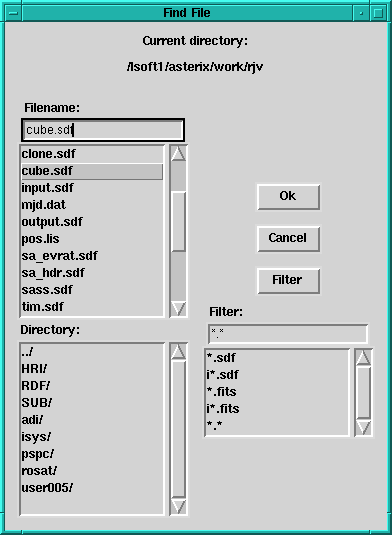 Find File
Current directory:
/lsoft1/asterix/work/rjv
Filename:
cube.sdf
clone.sdf
cube.sdf
input.sdf
mjd.dat
output.sdf
pos.lis
sa_evrat.sdf
sa_hdr.sdf
sass.sdf
tim.sdf
Ok
Cancel
Filter
Directory:
../
HRI/
RDF/
SUB/
adi/
isys/
pspc/
rosat/
user005/
Filter:
*.*
*.sdf
i*.sdf
*.fits
i*.fits
*.*